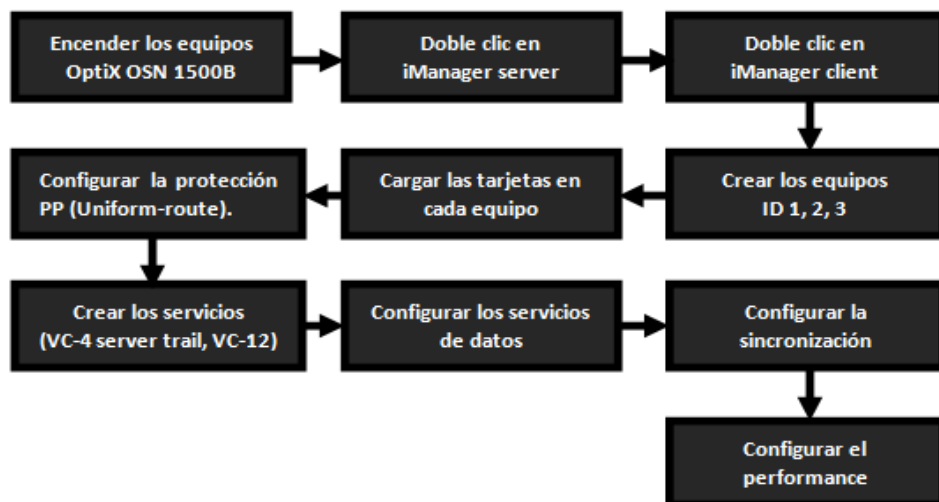 Encender los equipos
OptiX OSN 1500B
Doble clic en
iManager server
Doble clic en
iManager client
Crear los equipos
ID 1, 2, 3
Cargar las tarjetas en
cada equipo
Configurar la protección
PP (Uniform-route).
Crear los servicios
(VC-4 server trail, VC-12)
Configurar los servicios
de datos
Configurar la
sincronización
Configurar el
performance